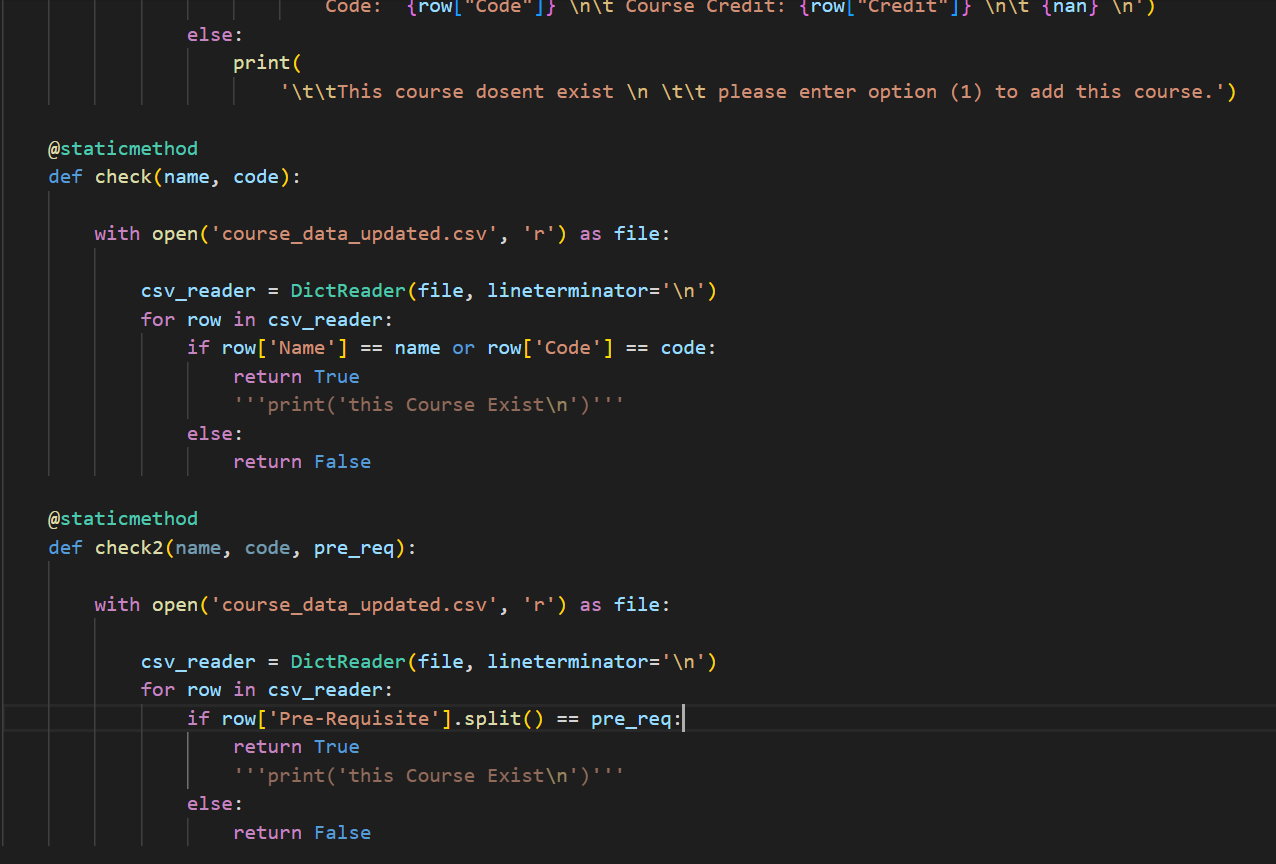 Code:  {row["Code"]} \n\t Course Credit: {row["Credit"]} \n\t {nan} \n')
else:
print(
'\t\tThis course dosent exist \n \t\t please enter option (1) to add this course.')
@staticmethod
def check(name, code):
with open('course_data_updated.csv', 'r') as file:
csv_reader = DictReader(file, lineterminator='\n')
for row in csv_reader:
if row['Name'] == name or row['Code'] == code:
return True
'''print('this Course Exist\n')'''
else:
return False
@staticmethod
def check2(name, code, pre_req):
with open('course_data_updated.csv', 'r') as file:
csv_reader = DictReader(file, lineterminator='\n')
for row in csv_reader:
if row['Pre-Requisite'].split() == pre_req:
return True
'''print('this Course Exist\n')'''
else:
return False